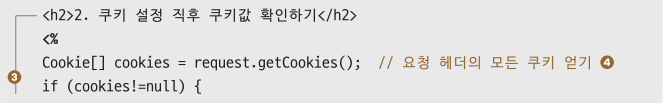 <h2>2. 쿠키 설정 직후 쿠키값 확인하기</h2>
<%
Cookie[] cookies = request.getCookies();  // 요청 헤더의 모든 쿠키 얻기 ❹
❸
if (cookies!=null) {